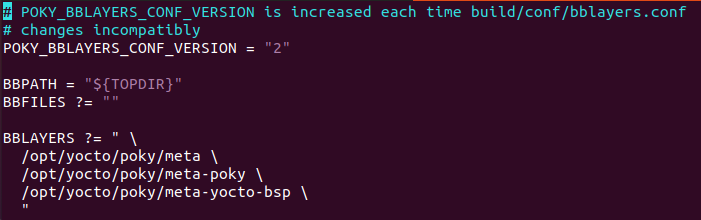 # POKY_BBLAYERS_CONF_VERSION is increased each time build/conf/bblayers.conf
# changes incompatibly
POKY_BBLAYERS_CONF_VERSION = "2"

BBPATH = "${TOPDIR}"
BBFILES ?= ""

BBLAYERS ?= " \
  /opt/yocto/poky/meta \
  /opt/yocto/poky/meta-poky \
  /opt/yocto/poky/meta-yocto-bsp \
  "